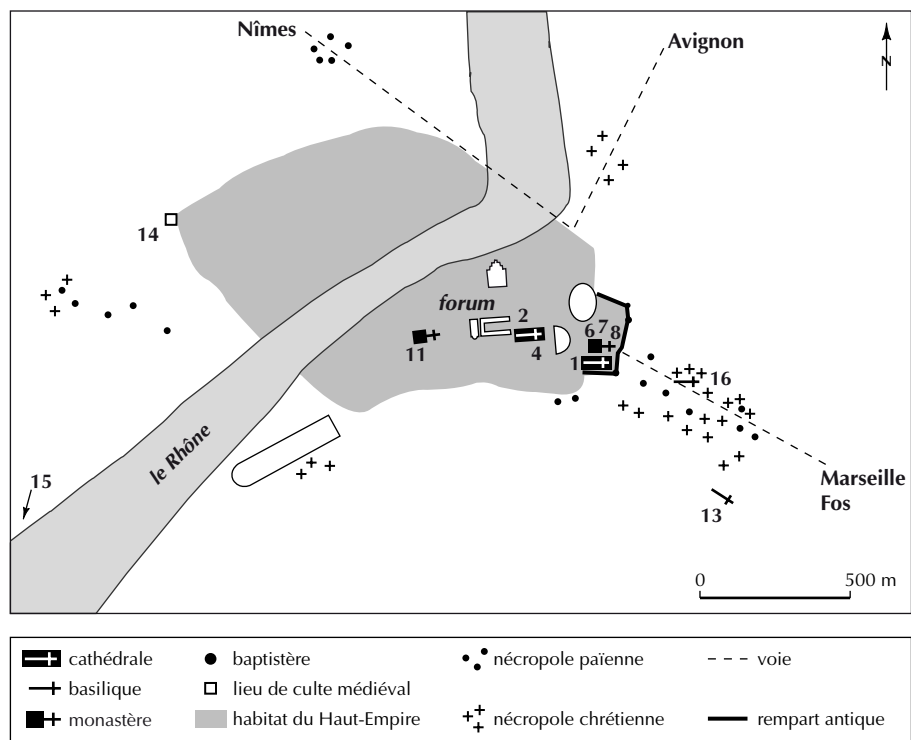 Nîmes
Avignon
N
14
forum
2
4
11
6 7 8
1
16
le Rhône
15
Marseille
Fos
13
0 500 m
cathédrale
baptistère
nécropole païenne
voie
basilique
lieu de culte médiéval
monastère
habitat du Haut-Empire
nécropole chrétienne
rempart antique